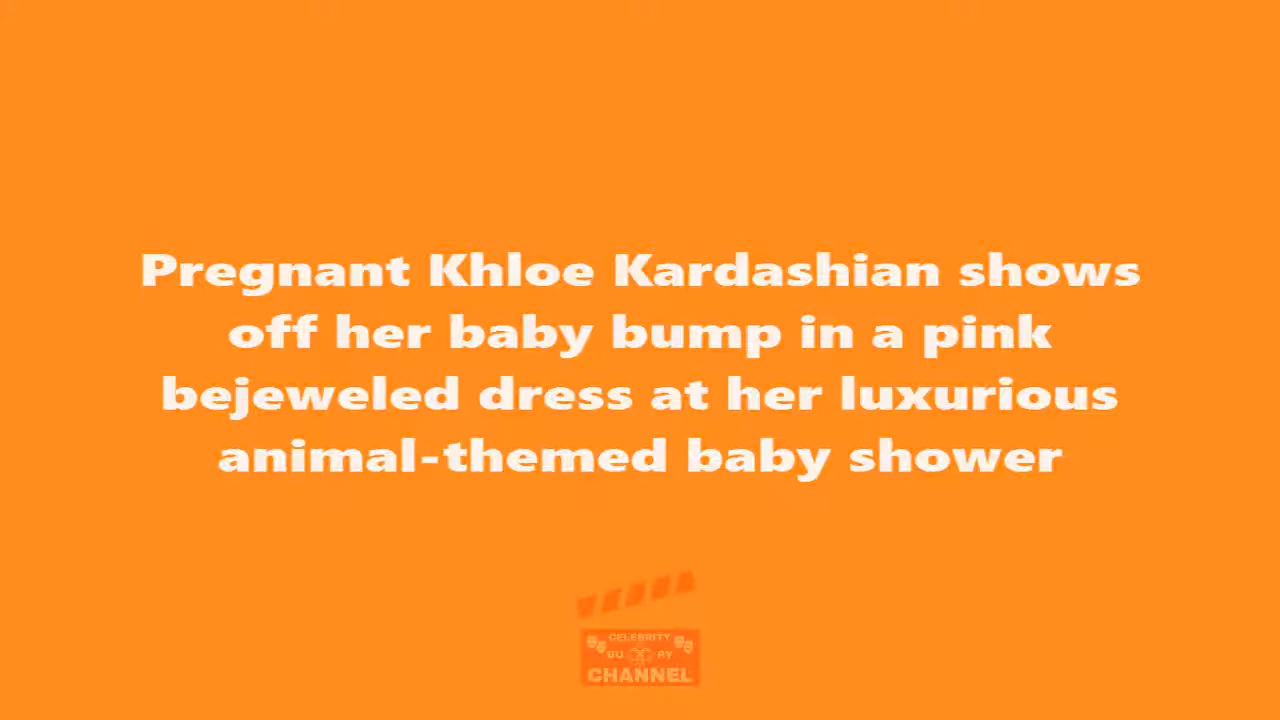 Pregnant Khloe Kardashian shows
off her baby bump in a pink
bejeweled dress at her luxurious
animal-themed baby shower
CELEBRITY
CHANNEL